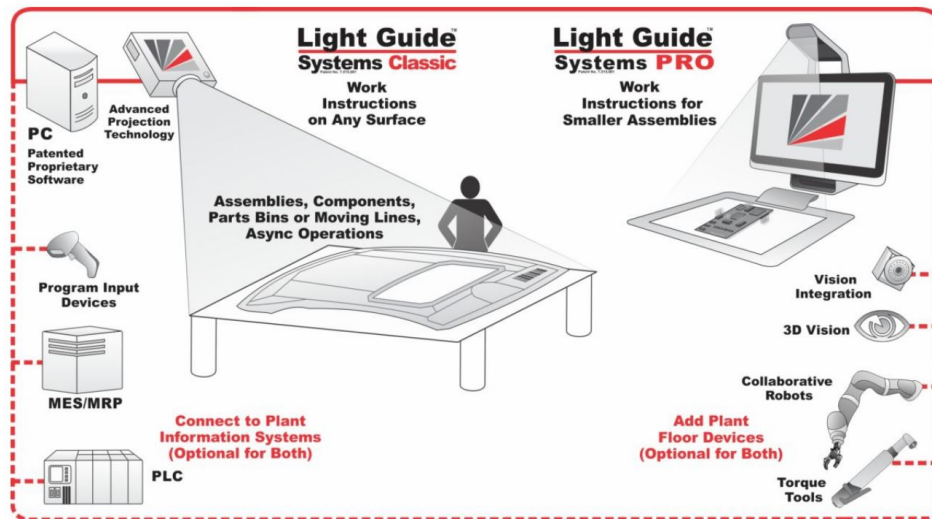 Light Guide™
Systems Classic
Work
Instructions
on Any Surface
Light Guide™
Systems PRO
Work
Instructions for
Smaller Assemblies
PC
Patented
Proprietary
Software
Advanced
Projection
Technology
Assemblies, Components,
Parts Bins or Moving Lines,
Async Operations
Program Input
Devices
MES/MRP
PLC
Connect to Plant
Information Systems
(Optional for Both)
Vision
Integration
3D Vision
Collaborative
Robots
Torque
Tools
Add Plant
Floor Devices
(Optional for Both)